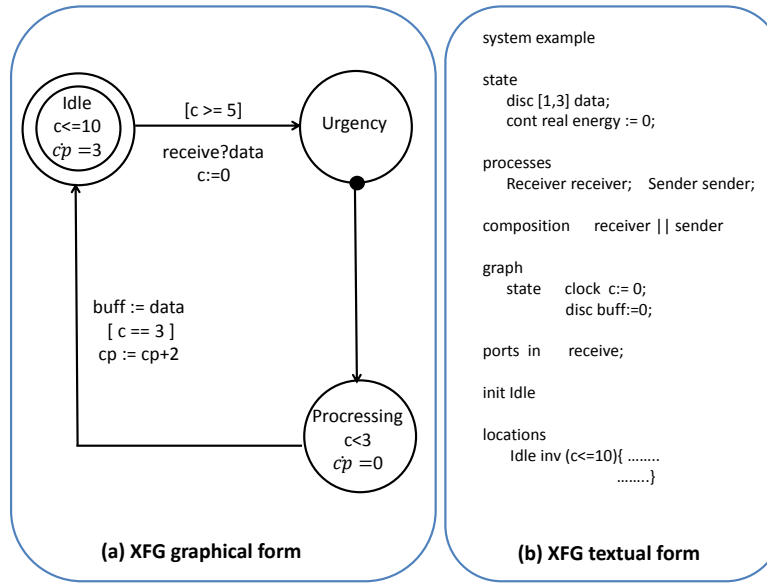 Idle
c<=10
ċp =3
[c >= 5]
receive?data
c:=0
Urgency
buff := data
[ c == 3 ]
cp := cp+2
Procressing
c<3
ċp =0
(a) XFG graphical form
system example
state
disc [1,3] data;
cont real energy := 0;
processes
Receiver receiver; Sender sender;
composition receiver || sender
graph
state clock c:= 0;
disc buff:=0;
ports in receive;
init Idle
locations
Idle inv (c<=10){ ……..
……..}
(b) XFG textual form